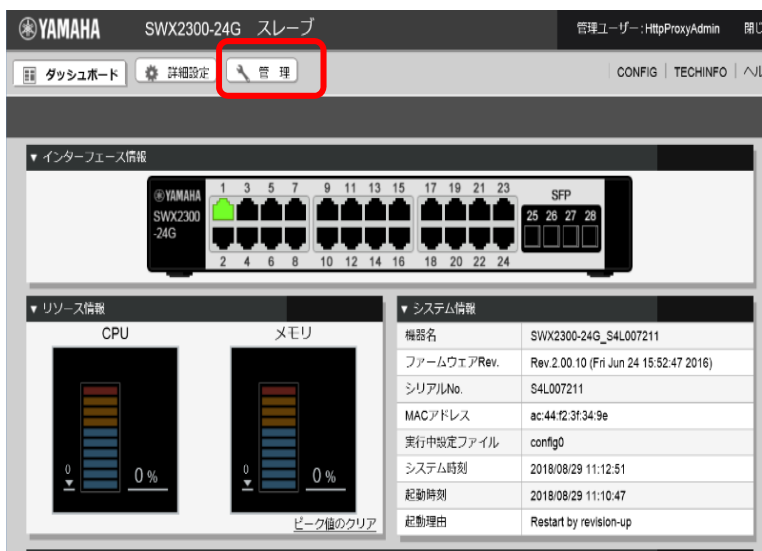 YAMAHA SWX2300-24G スレーブ 管理ユーザー:HttpProxyAdmin
ダッシュボード 詳細設定 管理 CONFIG TECHINFO
▼ インターフェース情報
YAMAHA
SWX2300
-24G
1 3 5 7 9 11 13 15 17 19 21 23
SFP
25 26 27 28
2 4 6 8 10 12 14 16 18 20 22 24
▼ リソース情報
CPU メモリ
0 0 % 0 0 %
ピーク値のクリア
▼ システム情報
機器名 SWX2300-24G_S4L007211
ファームウェアRev. Rev.2.00.10 (Fri Jun 24 15:52:47 2016)
シリアルNo. S4L007211
MACアドレス ac:44:f2:3f:34:9e
実行中設定ファイル config0
システム時刻 2018/08/29 11:12:51
起動時刻 2018/08/29 11:10:47
起動理由 Restart by revision-up